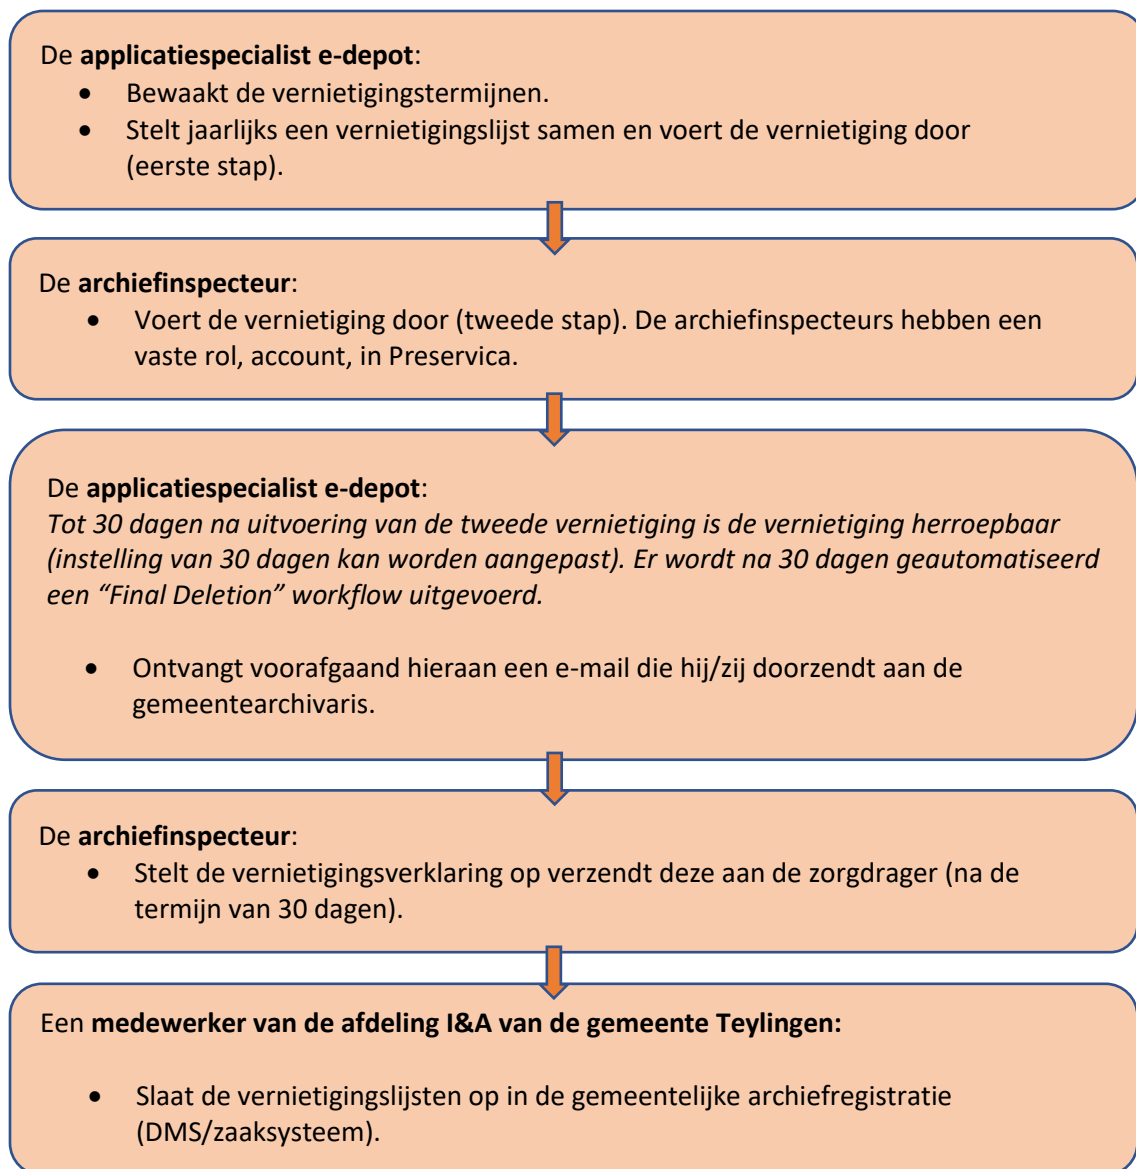 De applicatiespecialist e-depot:
• Bewaakt de vernietigingstermijnen.
• Stelt jaarlijks een vernietigingslijst samen en voert de vernietiging door
(eerste stap).
De archiefinspecteur:
• Voert de vernietiging door (tweede stap). De archiefinspecteurs hebben een
vaste rol, account, in Preservica.
De applicatiespecialist e-depot:
Tot 30 dagen na uitvoering van de tweede vernietiging is de vernietiging herroepbaar
(instelling van 30 dagen kan worden aangepast). Er wordt na 30 dagen geautomatiseerd
een “Final Deletion” workflow uitgevoerd.
• Ontvangt voorafgaand hieraan een e-mail die hij/zij doorzendt aan de
gemeentearchivaris.
De archiefinspecteur:
• Stelt de vernietigingsverklaring op verzendt deze aan de zorgdrager (na de
termijn van 30 dagen).
Een medewerker van de afdeling I&A van de gemeente Teylingen:
• Slaat de vernietigingslijsten op in de gemeentelijke archiefregistratie
(DMS/zaaksysteem).